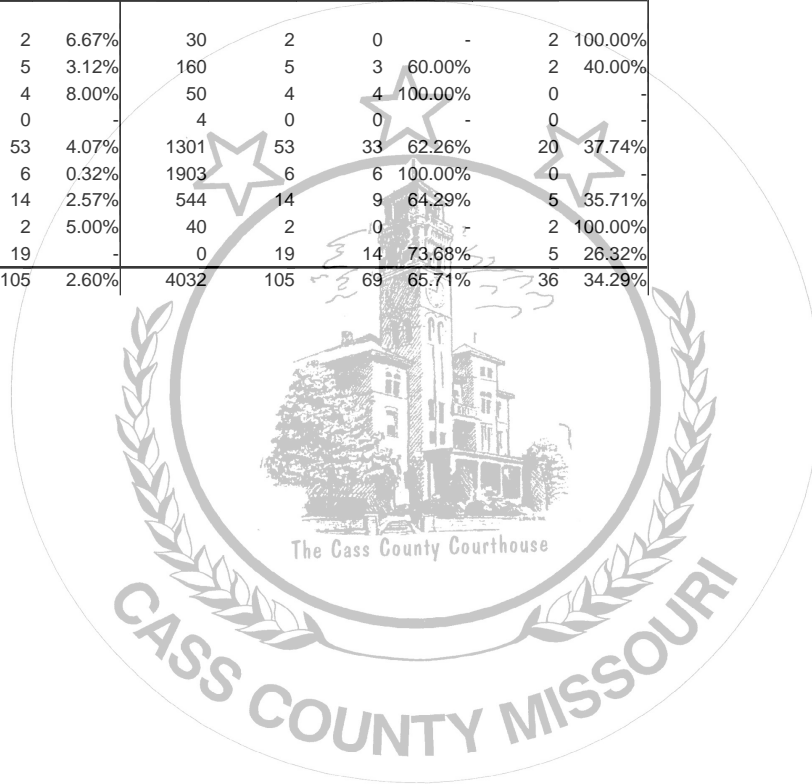 2 6.67% 30 2 0 - 2 100.00%
5 3.12% 160 5 3 60.00% 2 40.00%
4 8.00% 50 4 4 100.00% 0 -
0 - 4 0 0 - 0 -
53 4.07% 1301 53 33 62.26% 20 37.74%
6 0.32% 1903 6 6 100.00% 0 -
14 2.57% 544 14 9 64.29% 5 35.71%
2 5.00% 40 2 0 - 2 100.00%
19 - 0 19 14 73.68% 5 26.32%
105 2.60% 4032 105 69 65.71% 36 34.29%
The Cass County Courthouse
CASS COUNTY MISSOURI